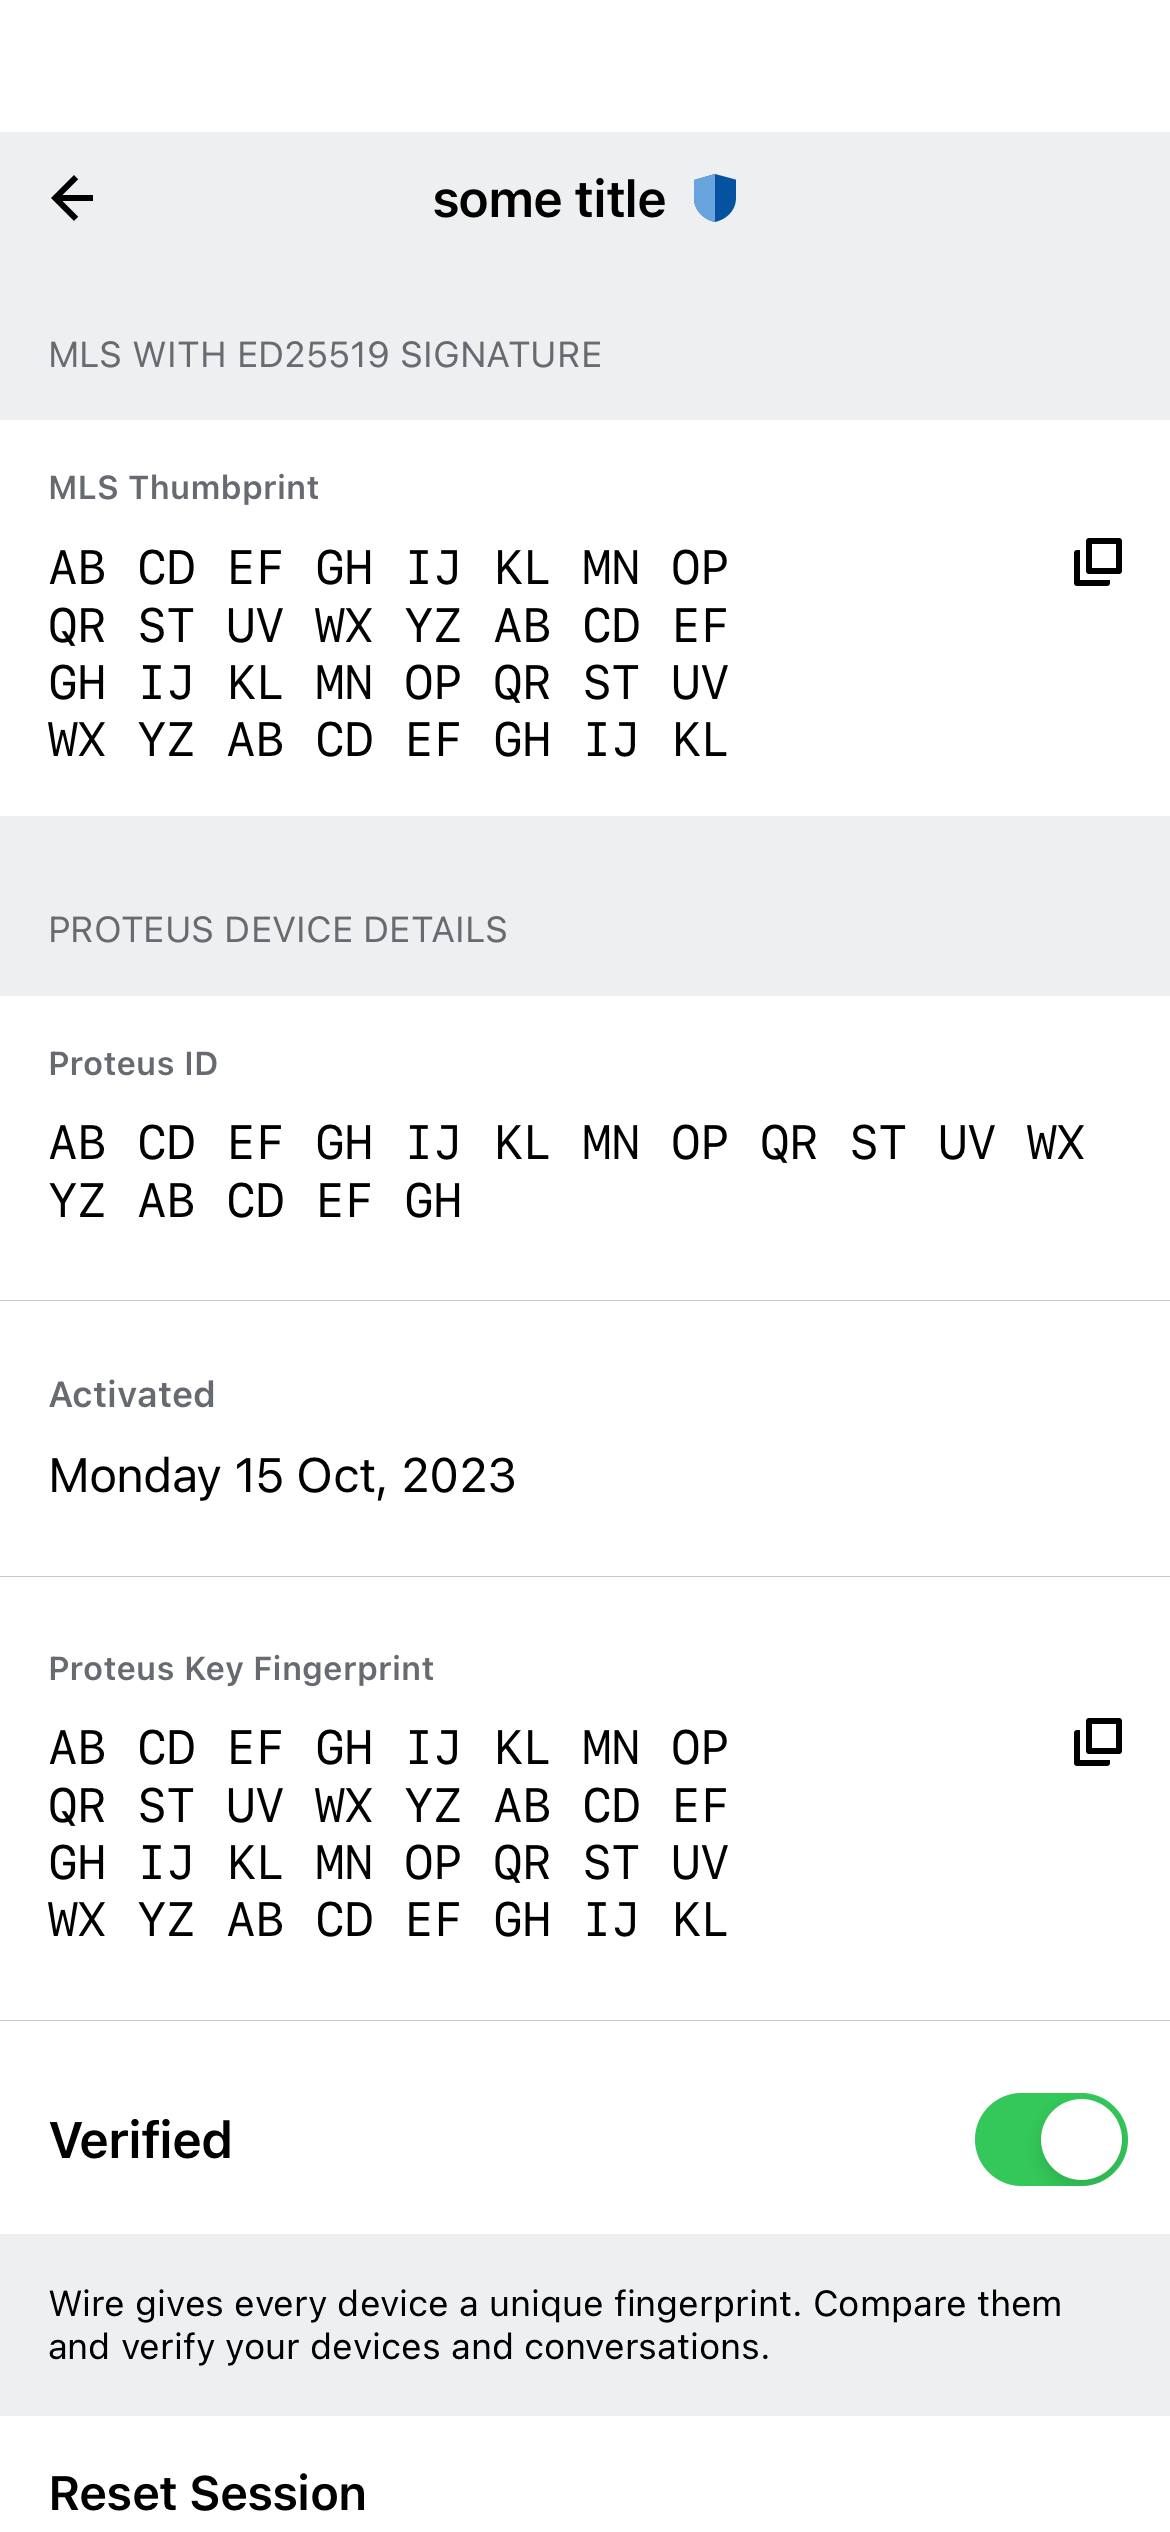 some title
MLS WITH ED25519 SIGNATURE
MLS Thumbprint
AB CD EF GH IJ KL MN OP
QR ST UV WX YZ AB CD EF
GH IJ KL MN OP QR ST UV
WX YZ AB CD EF GH IJ KL
PROTEUS DEVICE DETAILS
Proteus ID
AB CD EF GH IJ KL MN OP QR ST UV WX
YZ AB CD EF GH
Activated
Monday 15 Oct, 2023
Proteus Key Fingerprint
AB CD EF GH IJ KL MN OP
QR ST UV WX YZ AB CD EF
GH IJ KL MN OP QR ST UV
WX YZ AB CD EF GH IJ KL
Verified
Wire gives every device a unique fingerprint. Compare them
and verify your devices and conversations.
Reset Session